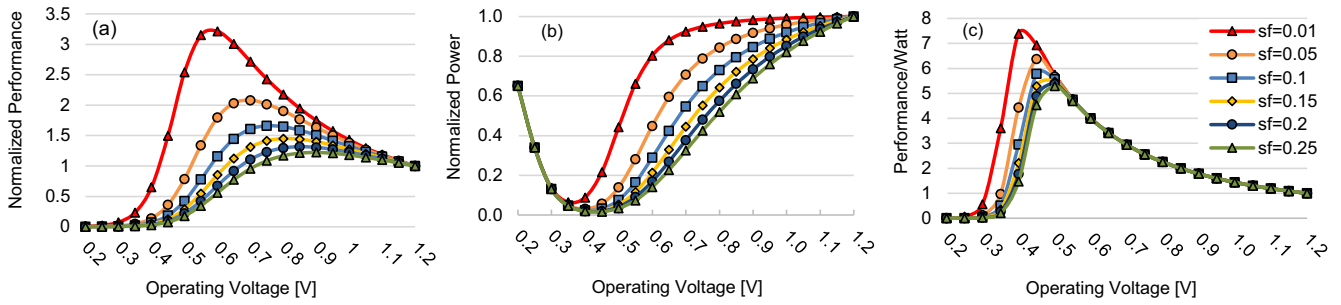 (a)
Normalized Performance
3.5
3
2.5
2
1.5
1
0.5
0
0.2 0.3 0.4 0.5 0.6 0.7 0.8 0.9 1.0 1.1 1.2
Operating Voltage [V]
(b)
Normalized Power
1.0
0.8
0.6
0.4
0.2
0.0
0.2 0.3 0.4 0.5 0.6 0.7 0.8 0.9 1.0 1.1 1.2
Operating Voltage [V]
(c)
Performance/Watt
8
7
6
5
4
3
2
1
0
0.2 0.3 0.4 0.5 0.6 0.7 0.8 0.9 1.0 1.1 1.2
Operating Voltage [V]
sf=0.01
sf=0.05
sf=0.1
sf=0.15
sf=0.2
sf=0.25